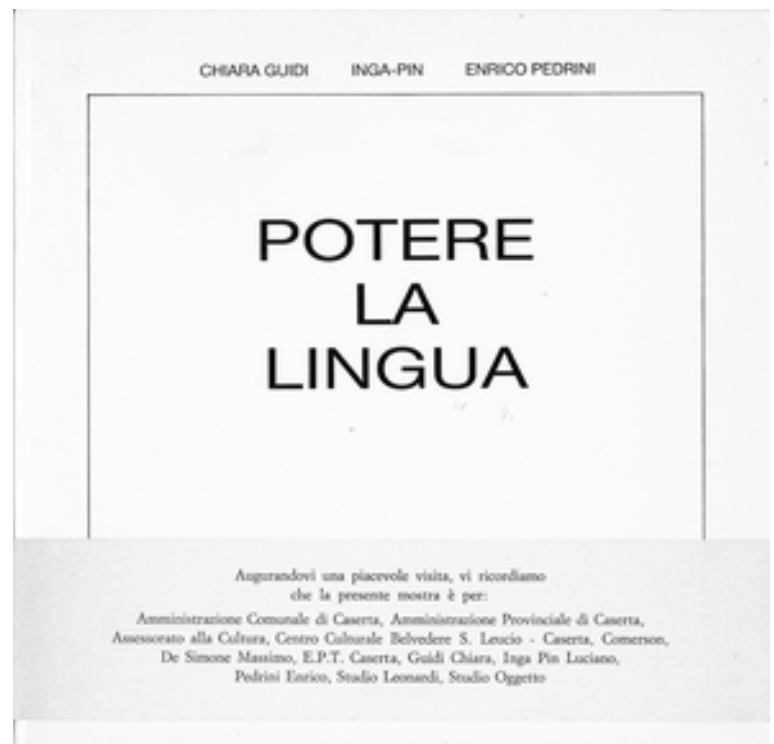 CHIARA GUIDI INGA-PIN ENRICO PEDRINI
POTERE
LA
LINGUA
Augurandovi una piacevole visita, vi ricordiamo
che la presente mostra è per:
Amministrazione Comunale di Caserta, Amministrazione Provinciale di Caserta,
Assessorato alla Cultura, Centro Culturale Belvedere S. Leucio - Caserta, Comerson,
De Simone Massimo, E.P.T. Caserta, Guidi Chiara, Inga Pin Luciano,
Pedrini Enrico, Studio Leonardi, Studio Oggetto